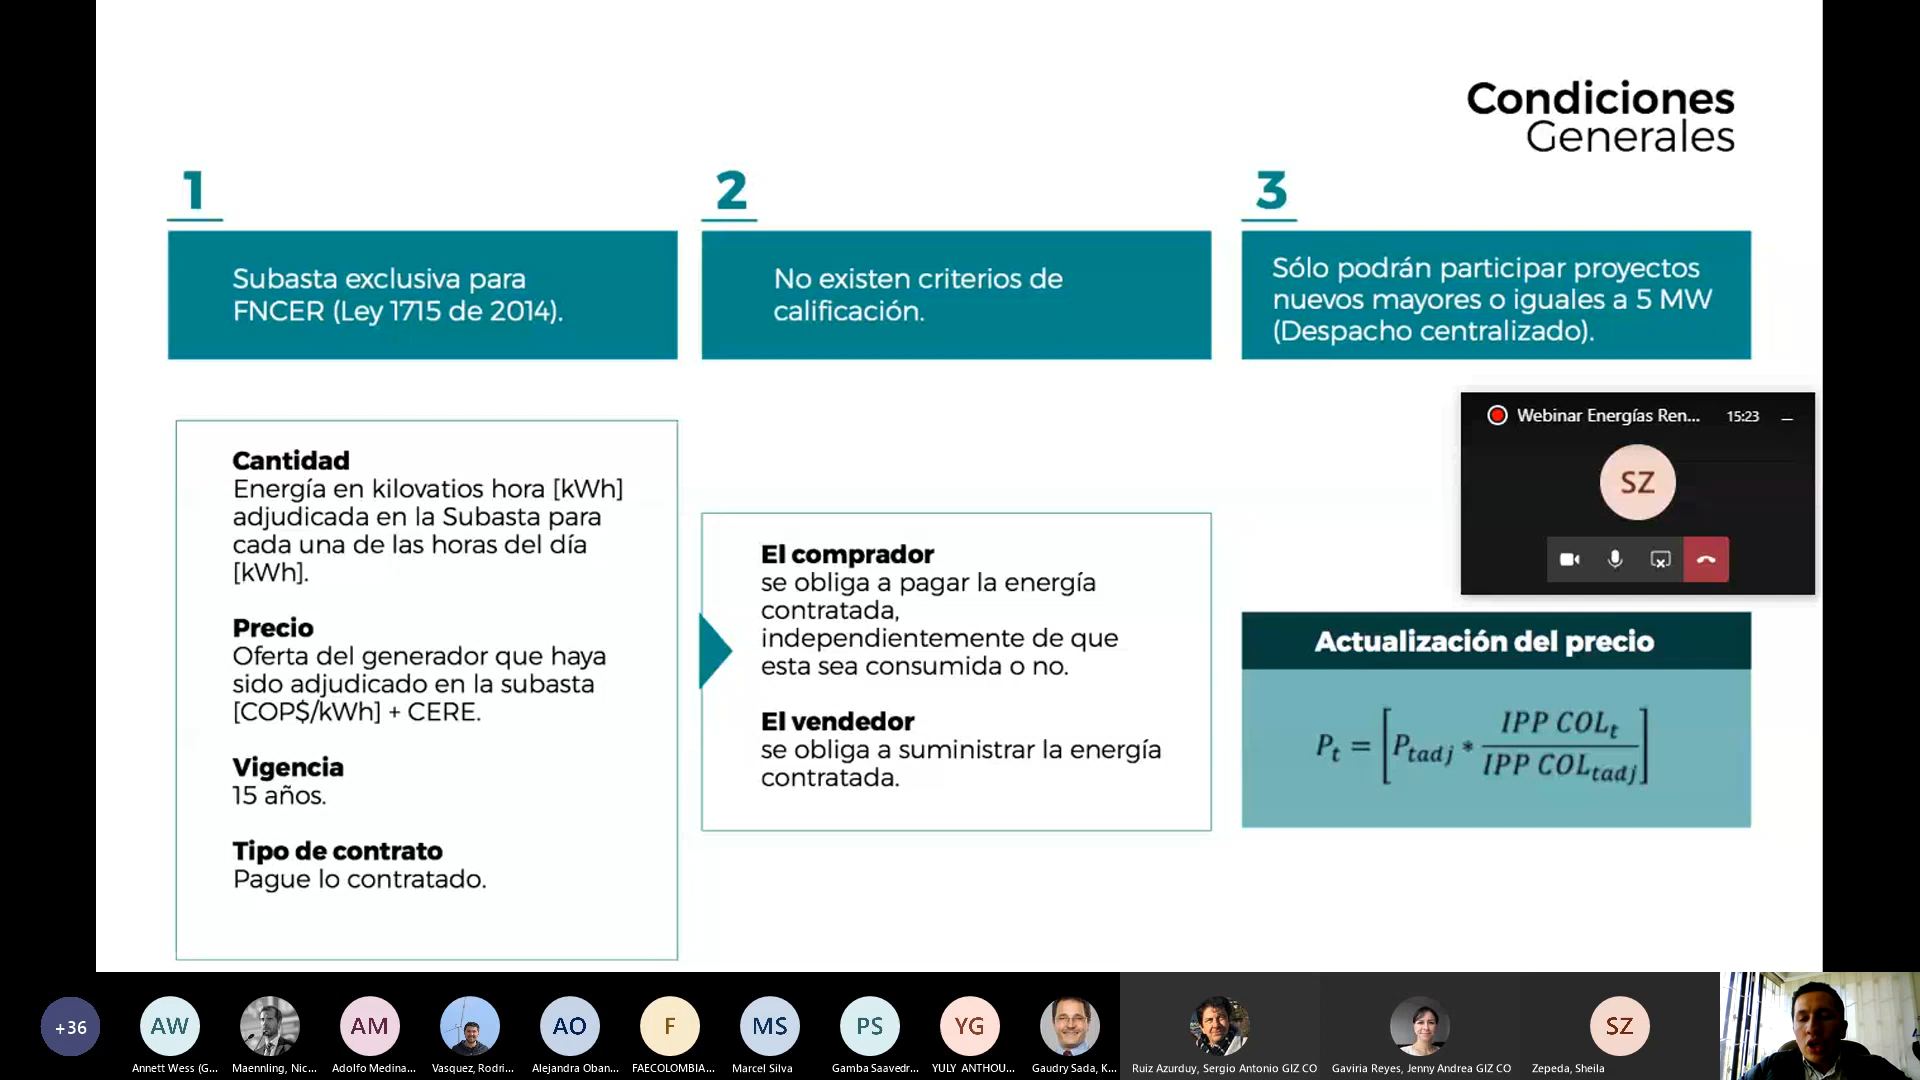 Condiciones
Generales
1
Subasta exclusiva para
FNCER (Ley 1715 de 2014).
2
No existen criterios de
calificación.
3
Sólo podrán participar proyectos
nuevos mayores o iguales a 5 MW
(Despacho centralizado).
Cantidad
Energía en kilovatios hora [kWh]
adjudicada en la Subasta para
cada una de las horas del día
[kWh].
Precio
Oferta del generador que haya
sido adjudicado en la subasta
[COP$/kWh] + CERE.
Vigencia
15 años.
Tipo de contrato
Pague lo contratado.
El comprador
se obliga a pagar la energía
contratada,
independientemente de que
esta sea consumida o no.
El vendedor
se obliga a suministrar la energía
contratada.
Webinar Energías Ren... 15:23
SZ
Actualización del precio
P_t = [P_tadj * IPP COL_t / IPP COL_tadj]
+36
AW
AM
AO
F
MS
PS
YG
SZ
Annett Wess (G...
Maennling, Nic...
Adolfo Medina...
Vasquez, Rodri...
Alejandra Oban...
FAECOLOMBIA...
Marcel Silva
Gamba Saavedr...
YULY ANTHOU...
Gaudry Sada, K...
Ruiz Azurduy, Sergio Antonio GIZ CO
Gaviria Reyes, Jenny Andrea GIZ CO
Zepeda, Sheila